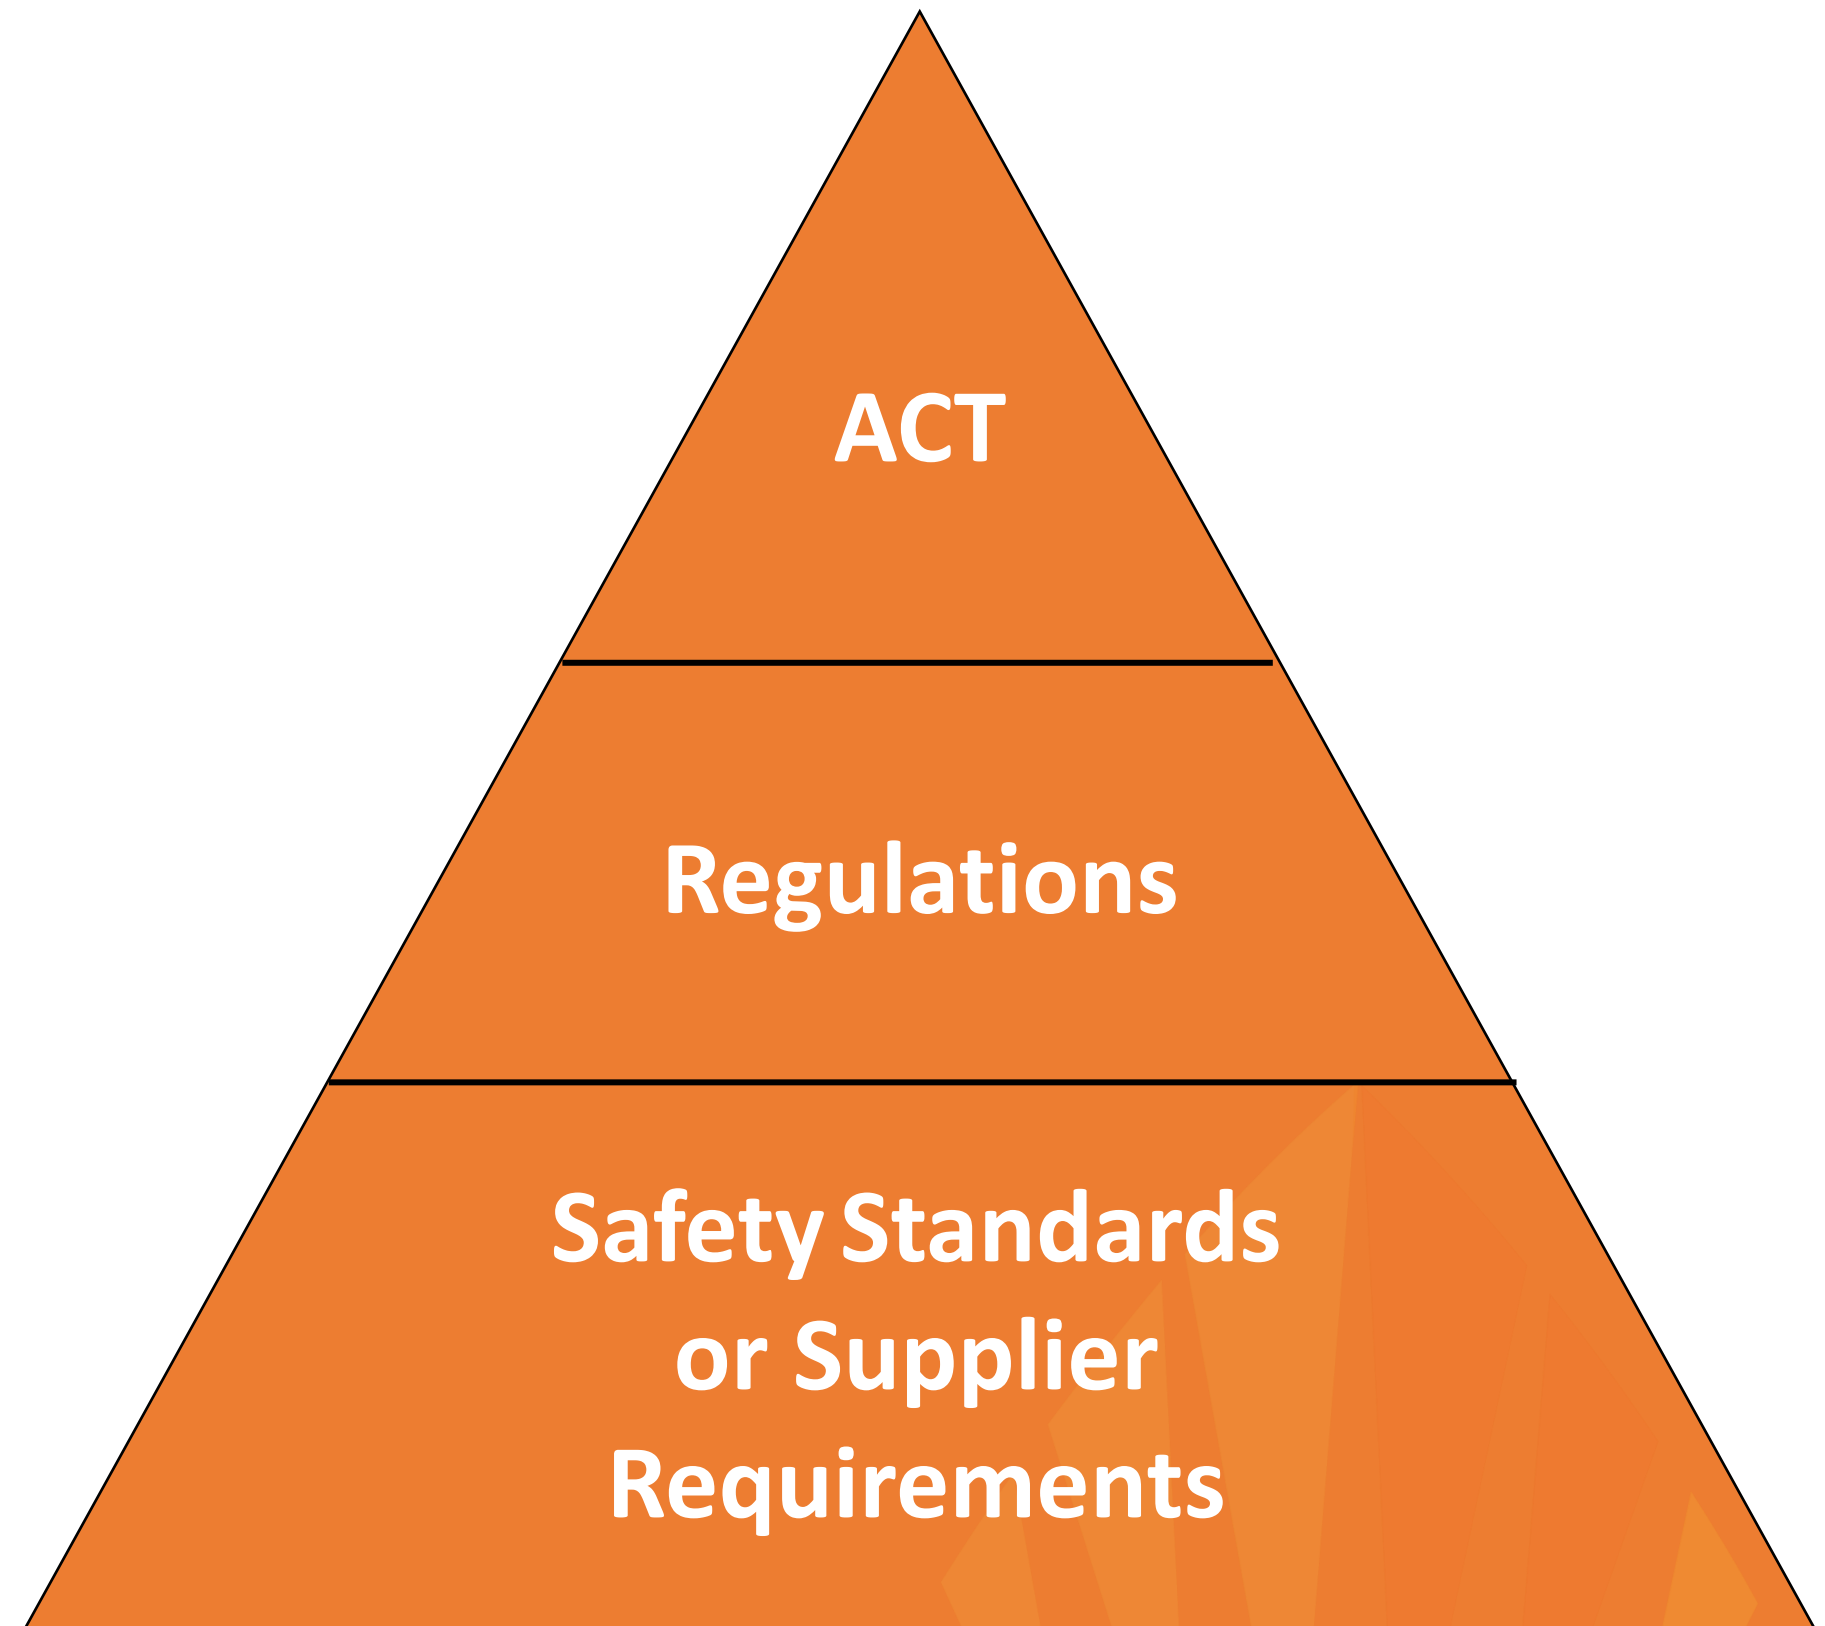 ACT
Regulations
Safety Standards
or Supplier
Requirements